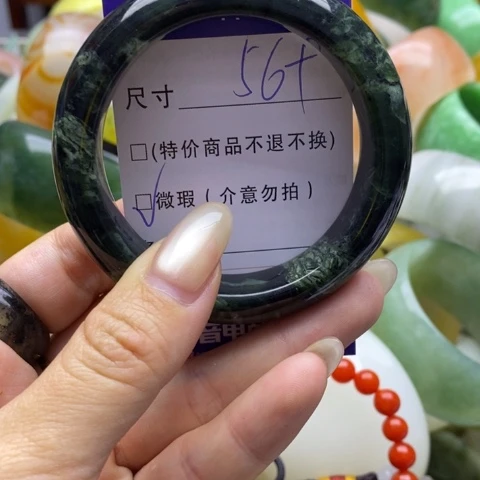 尺寸 56+
□(特价商品不退不换)
☑微瑕(介意勿拍)